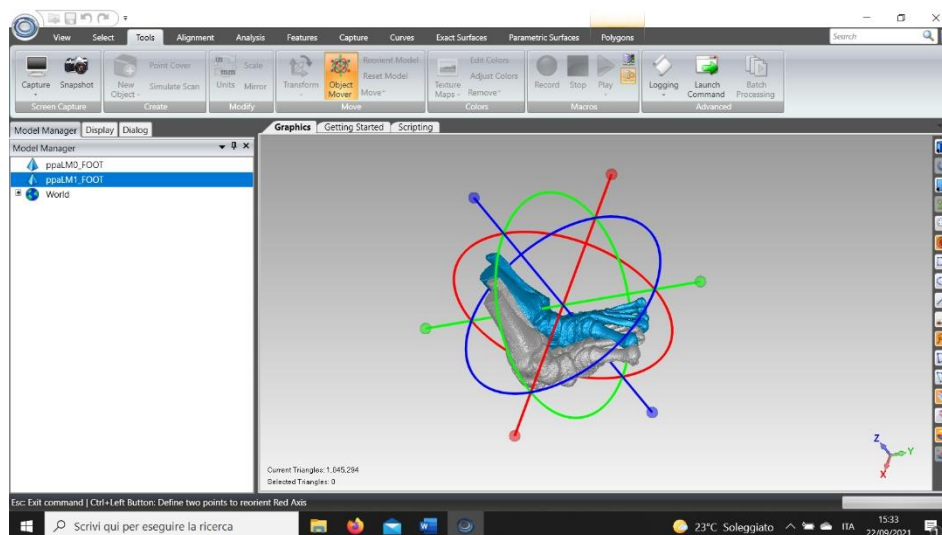 View Select Tools Alignment Analysis Features Capture Curves Exact Surfaces Parametric Surfaces Polygons
Search
Capture Snapshot New Object Point Cover Simulate Scan Units Scale Mirror Transform Object Mover Reorient Model Reset Model Move Texture Maps Edit Colors Adjust Colors Remove Record Stop Play Logging Launch Command Batch Processing
Screen Capture Create Modify Move Colors Macros Advanced
Model Manager Display Dialog Graphics Getting Started Scripting
Model Manager
ppaLM0_FOOT
ppaLM1_FOOT
World
Z
Y
X
Current Triangles: 1,045,294
Selected Triangles: 0
Esc: Exit command | Ctrl+Left Button: Define two points to reorient Red Axis
Scrivi qui per eseguire la ricerca 23°C Soleggiato ITA 15:33
22/09/2021